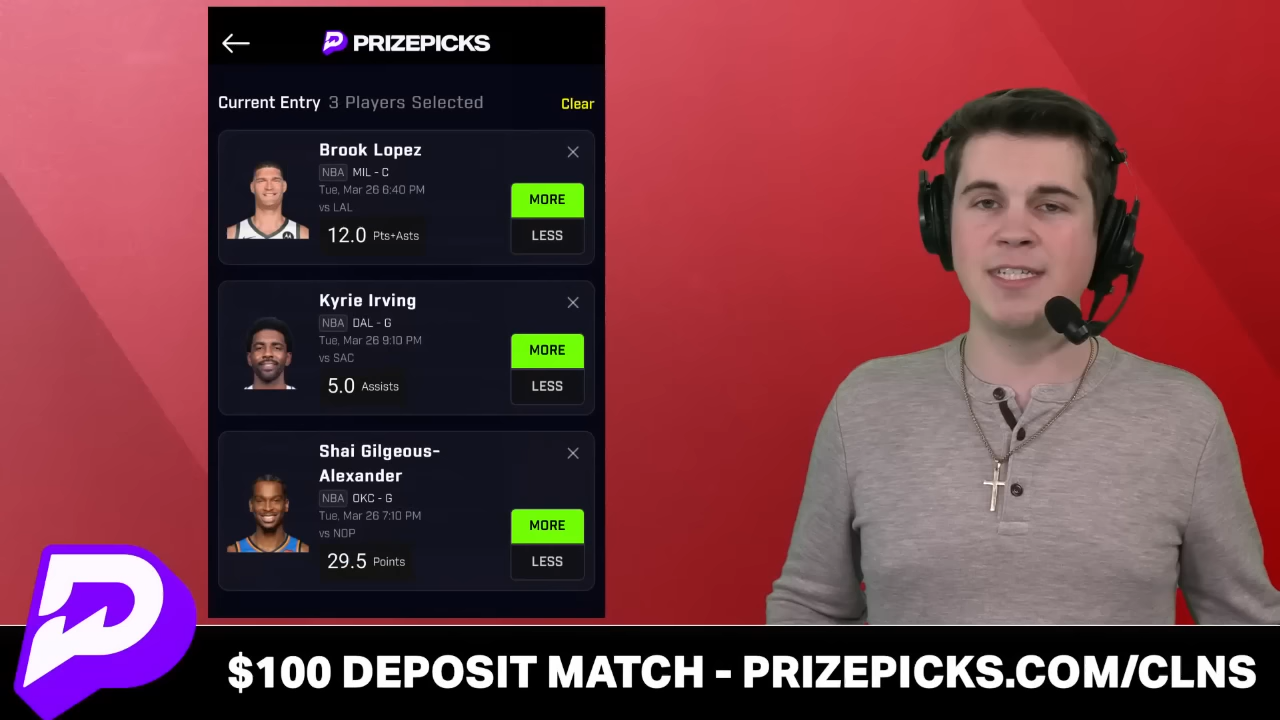 PRIZEPICKS
Current Entry 3 Players Selected Clear
Brook Lopez
NBA MIL - C
Tue, Mar 26 6:40 PM
vs LAL
12.0 Pts+Asts
MORE
LESS
Kyrie Irving
NBA DAL - G
Tue, Mar 26 9:10 PM
vs SAC
5.0 Assists
MORE
LESS
Shai Gilgeous-
Alexander
NBA OKC - G
Tue, Mar 26 7:10 PM
vs NOP
29.5 Points
MORE
LESS
$100 DEPOSIT MATCH - PRIZEPICKS.COM/CLNS